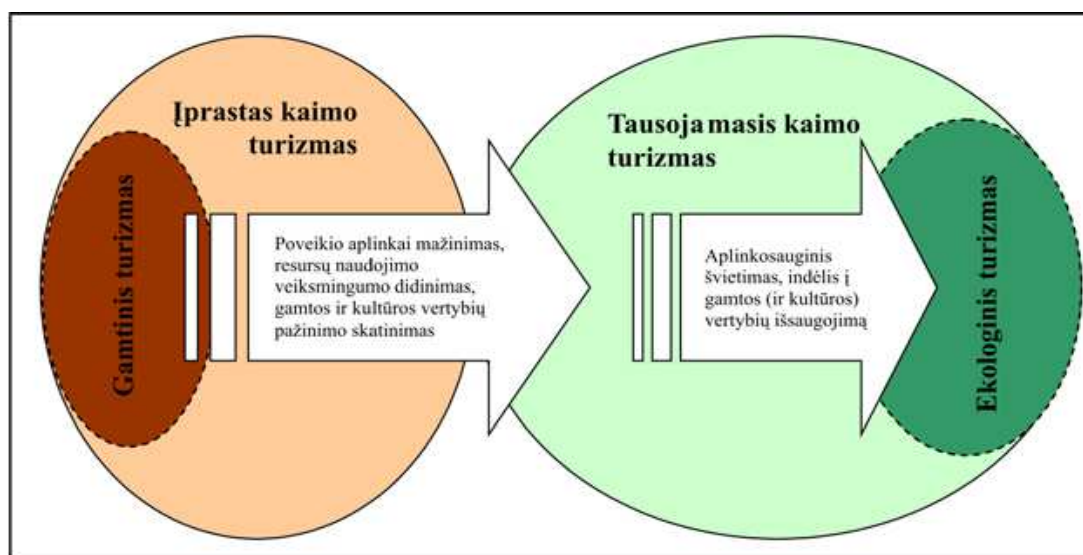 Įprastas kaimo
turizmas
Gamtinis turizmas
Poveikio aplinkai mažinimas,
resursų naudojimo
veiksmingumo didinimas,
gamtos ir kultūros vertybių
pažinimo skatinimas
Tausojamasis kaimo
turizmas
Aplinkosauginis
švietimas, indėlis į
gamtos (ir kultūros)
vertybių išsaugojimą
Ekologinis turizmas